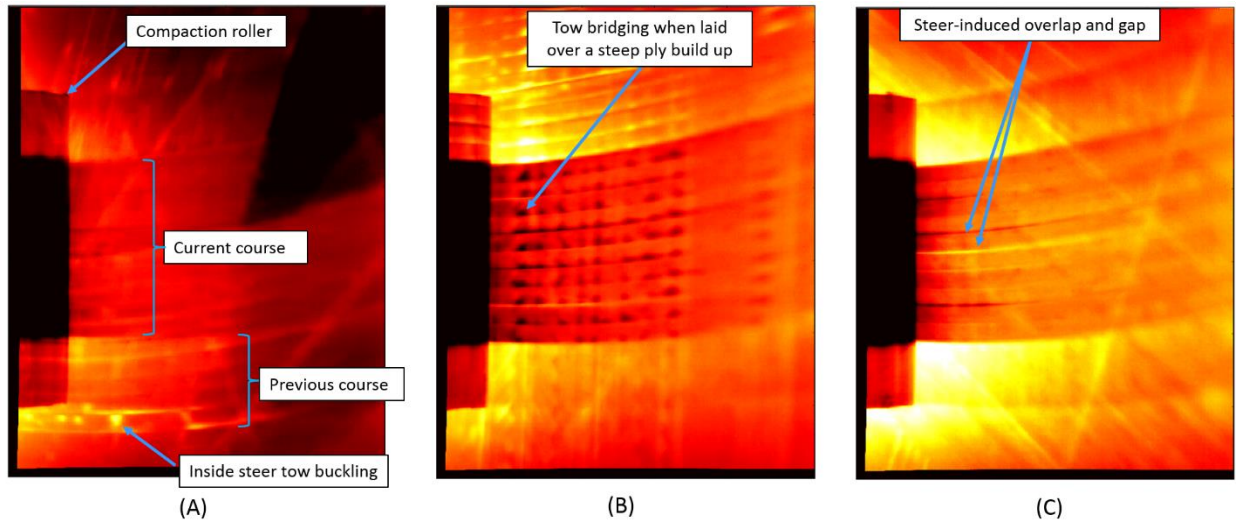 Compaction roller
Current course
Previous course
Inside steer tow buckling
(A)
Tow bridging when laid
over a steep ply build up
(B)
Steer-induced overlap and gap
(C)